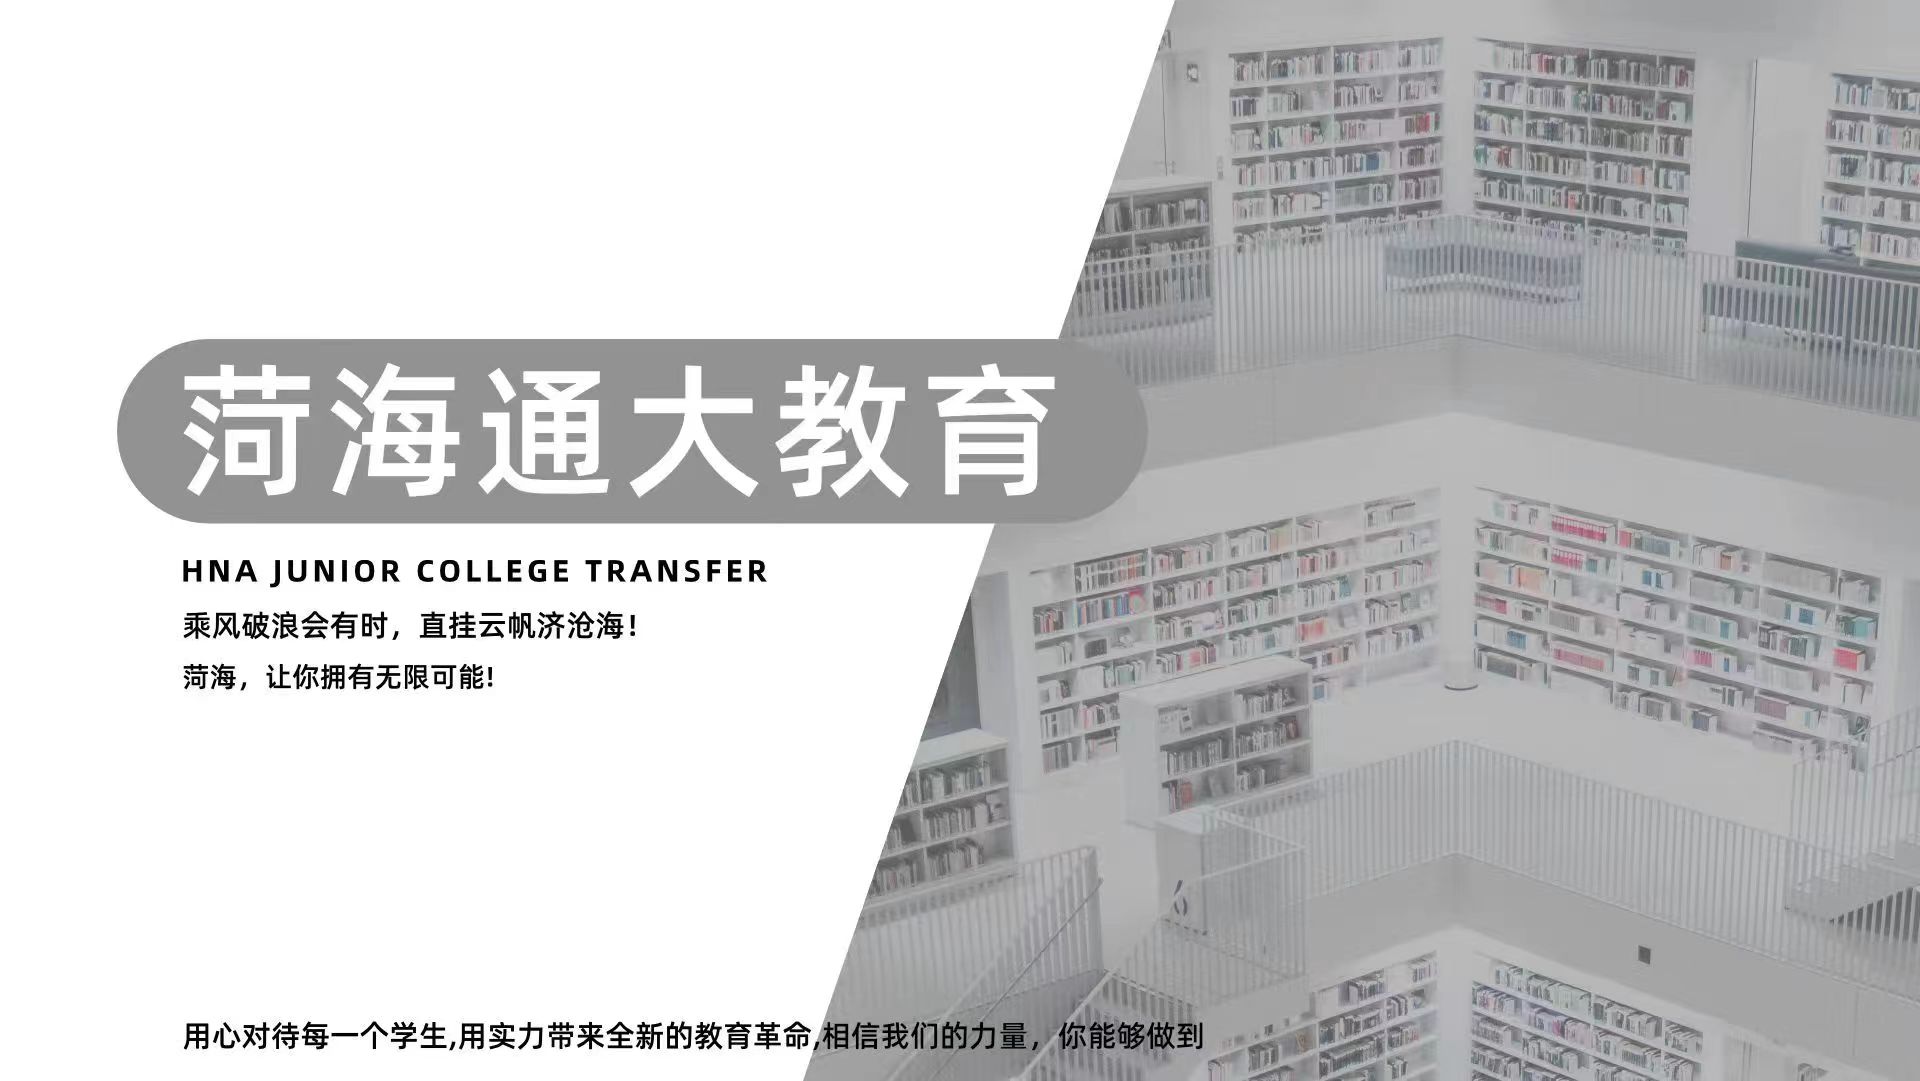 菏海通大教育
HNA JUNIOR COLLEGE TRANSFER
乘风破浪会有时，直挂云帆济沧海！
菏海，让你拥有无限可能!
用心对待每一个学生,用实力带来全新的教育革命,相信我们的力量，你能够做到
6